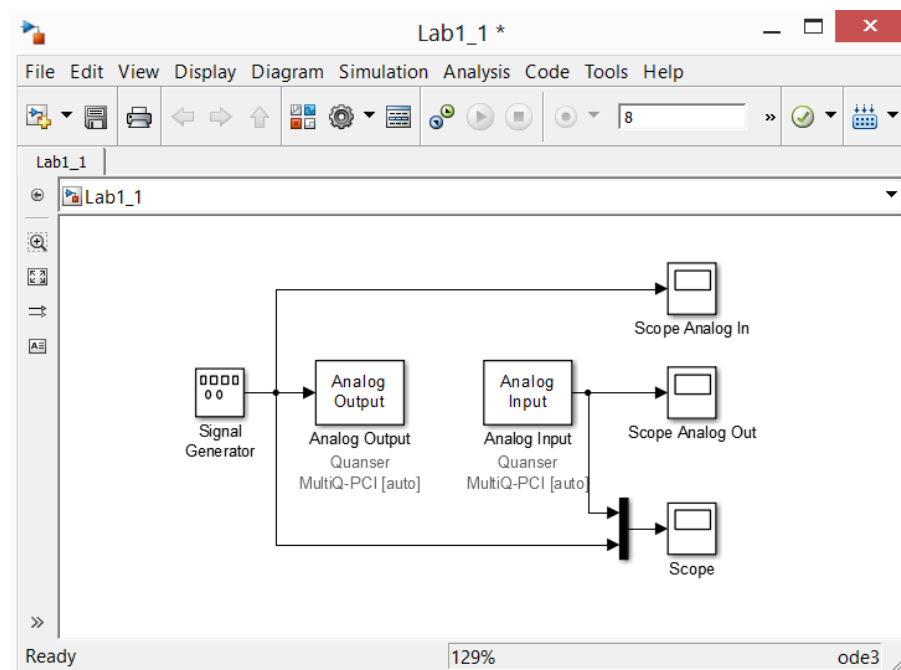 Lab1_1 *
File Edit View Display Diagram Simulation Analysis Code Tools Help
8 »
Lab1_1
Lab1_1
Scope Analog In
Analog
Output
Analog
Input
Signal
Generator
Analog Output
Analog Input
Scope Analog Out
Quanser
MultiQ-PCI [auto]
Quanser
MultiQ-PCI [auto]
Scope
»
Ready 129% ode3